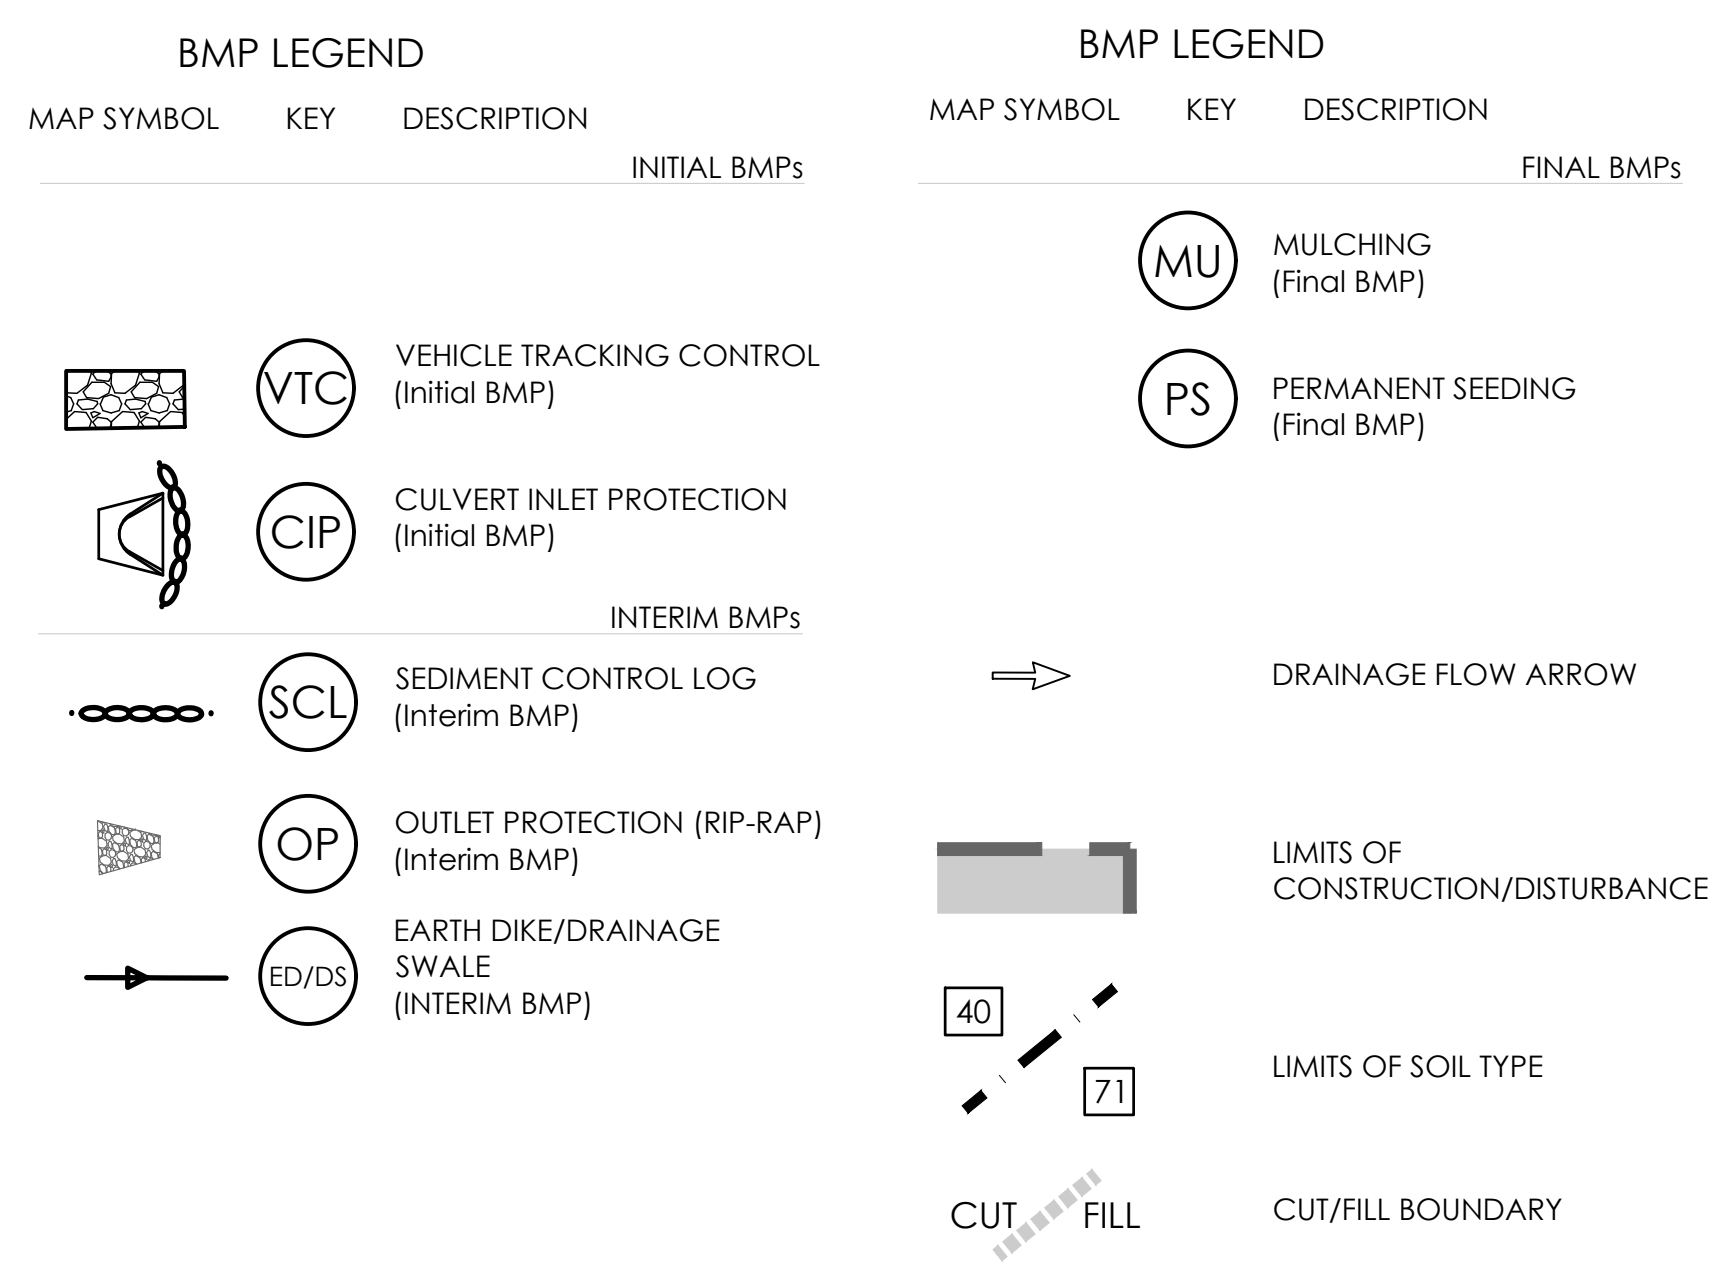 BMP LEGEND
MAP SYMBOL KEY DESCRIPTION
INITIAL BMPs
VTC
VEHICLE TRACKING CONTROL
(Initial BMP)
CIP
CULVERT INLET PROTECTION
(Initial BMP)
INTERIM BMPs
SCL
SEDIMENT CONTROL LOG
(Interim BMP)
OP
OUTLET PROTECTION (RIP-RAP)
(Interim BMP)
ED/DS
EARTH DIKE/DRAINAGE
SWALE
(INTERIM BMP)
BMP LEGEND
MAP SYMBOL KEY DESCRIPTION
FINAL BMPs
MU
MULCHING
(Final BMP)
PS
PERMANENT SEEDING
(Final BMP)
DRAINAGE FLOW ARROW
LIMITS OF
CONSTRUCTION/DISTURBANCE
40
71
LIMITS OF SOIL TYPE
CUT FILL
CUT/FILL BOUNDARY